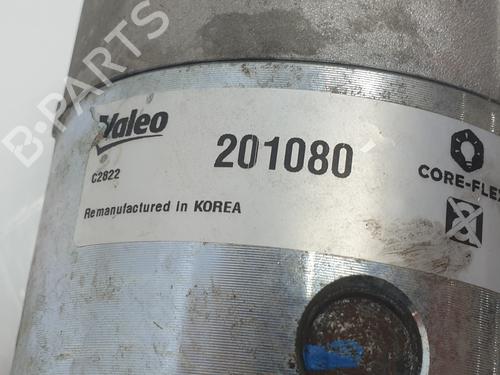 B-PARTS
Valeo
201080
C2822
CORE-FLEX
Remanufactured in KOREA